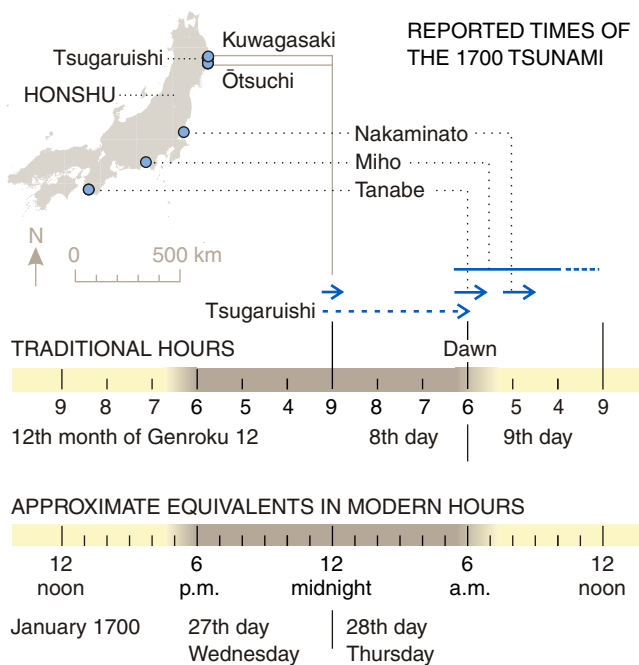 REPORTED TIMES OF
THE 1700 TSUNAMI
Kuwagasaki
Tsugaruishi
Ōtsuchi
HONSHU
Nakaminato
Miho
Tanabe
N
0 500 km
Tsugaruishi
TRADITIONAL HOURS Dawn
9 8 7 6 5 4 9 8 7 6 5 4 9
12th month of Genroku 12 8th day 9th day
APPROXIMATE EQUIVALENTS IN MODERN HOURS
12 6 12 6 12
noon p.m. midnight a.m. noon
January 1700 27th day 28th day
Wednesday Thursday